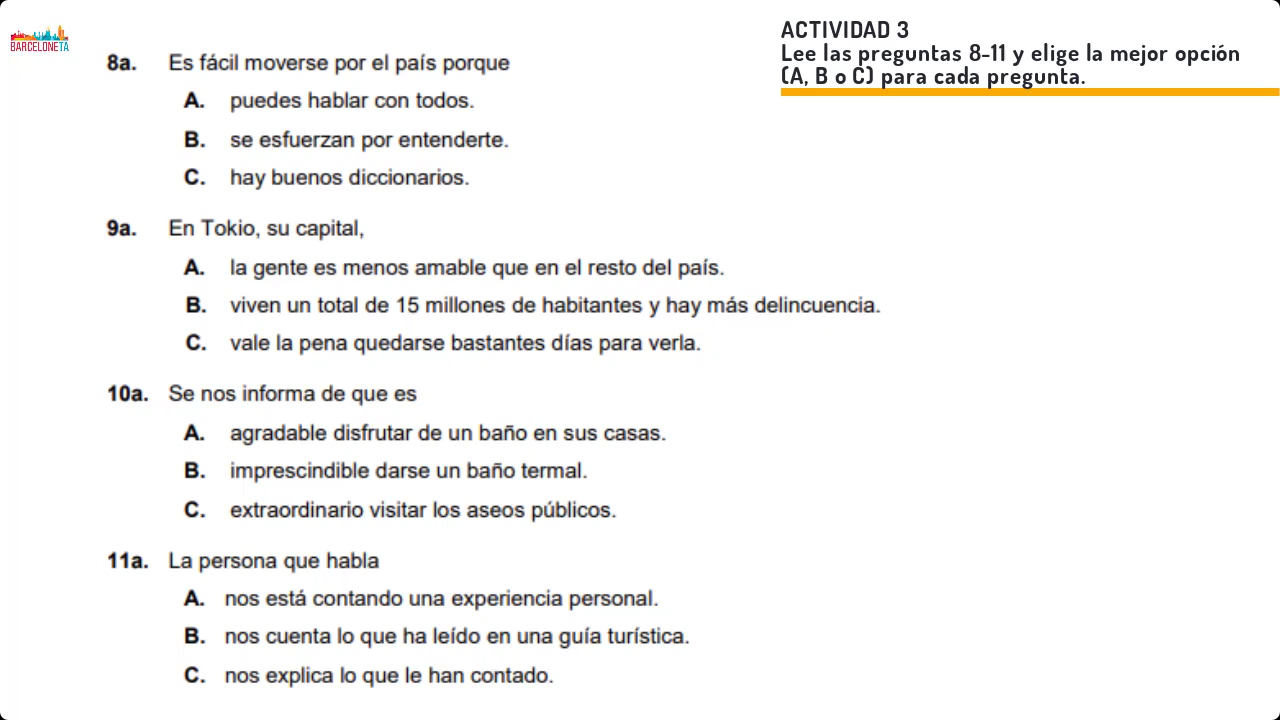 BARCELONETA
ACTIVIDAD 3
Lee las preguntas 8-11 y elige la mejor opción
(A, B o C) para cada pregunta.
8a. Es fácil moverse por el país porque
A. puedes hablar con todos.
B. se esfuerzan por entenderte.
C. hay buenos diccionarios.
9a. En Tokio, su capital,
A. la gente es menos amable que en el resto del país.
B. viven un total de 15 millones de habitantes y hay más delincuencia.
C. vale la pena quedarse bastantes días para verla.
10a. Se nos informa de que es
A. agradable disfrutar de un baño en sus casas.
B. imprescindible darse un baño termal.
C. extraordinario visitar los aseos públicos.
11a. La persona que habla
A. nos está contando una experiencia personal.
B. nos cuenta lo que ha leído en una guía turística.
C. nos explica lo que le han contado.